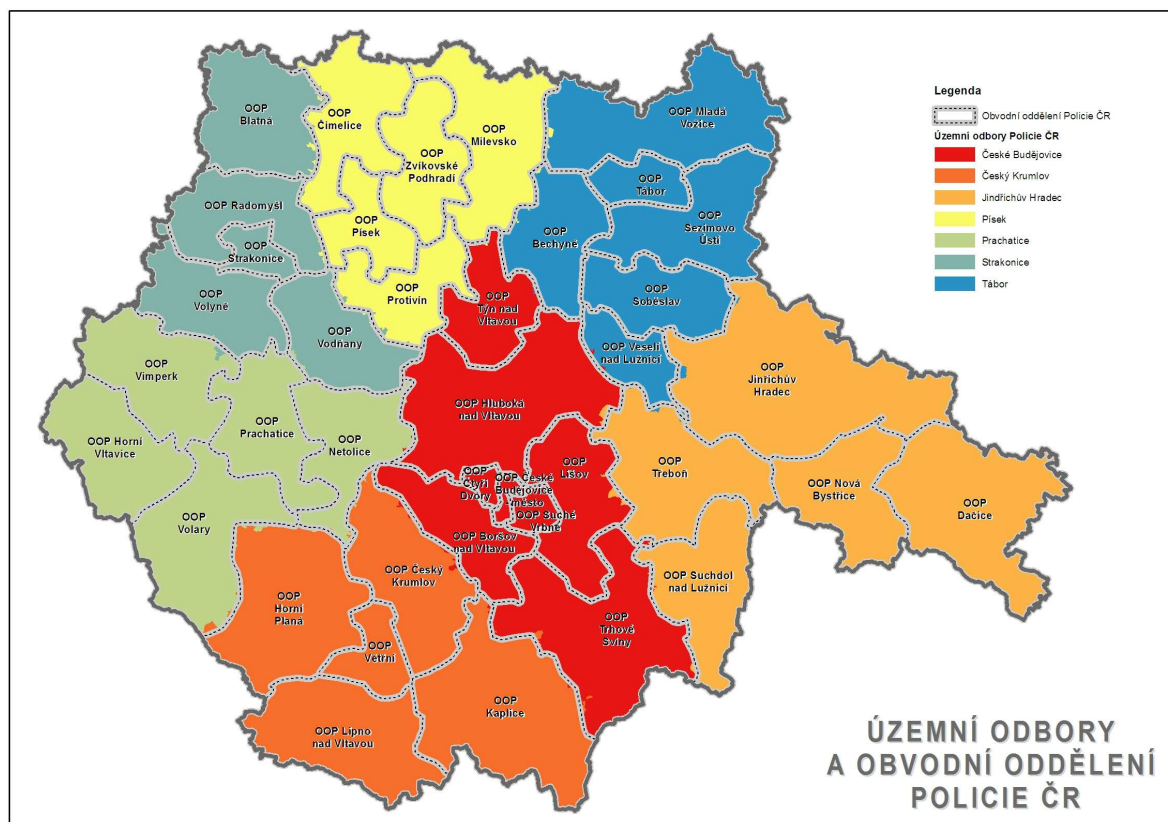 OOP
Blatná
OOP
Čimelice
OOP
Milevsko
OOP
Zvíkovské
Podhradí
OOP Mladá
Vožice
OOP
Tábor
OOP
Sezimovo
Ústí
OOP Radomyšl
OOP
Strakonice
OOP
Písek
OOP
Bechyně
OOP
Volyně
OOP
Vodňany
OOP
Protivín
OOP
Týn nad
Vltavou
OOP
Soběslav
OOP Veselí
nad Lužnicí
OOP
Vimperk
OOP
Jinřichův
Hradec
OOP
Prachatice
OOP
Netolice
OOP Hluboká
nad Vltavou
OOP Horní
Vltavice
OOP
Třeboň
OOP
Lišov
OOP
Čtyři
Dvory
OOP České
Budějovice
město
OOP Suché
Vrbné
OOP Nová
Bystřice
OOP
Dačice
OOP
Volary
OOP Boršov
nad Vltavou
OOP Český
Krumlov
OOP Suchdol
nad Lužnicí
OOP
Horní
Planá
OOP
Větrní
OOP
Trhové
Sviny
OOP
Kaplice
OOP Lipno
nad Vltavou
Legenda
Obvodní oddělení Policie ČR
Územní odbory Policie ČR
České Budějovice
Český Krumlov
Jindřichův Hradec
Písek
Prachatice
Strakonice
Tábor
ÚZEMNÍ ODBORY
A OBVODNÍ ODDĚLENÍ
POLICIE ČR